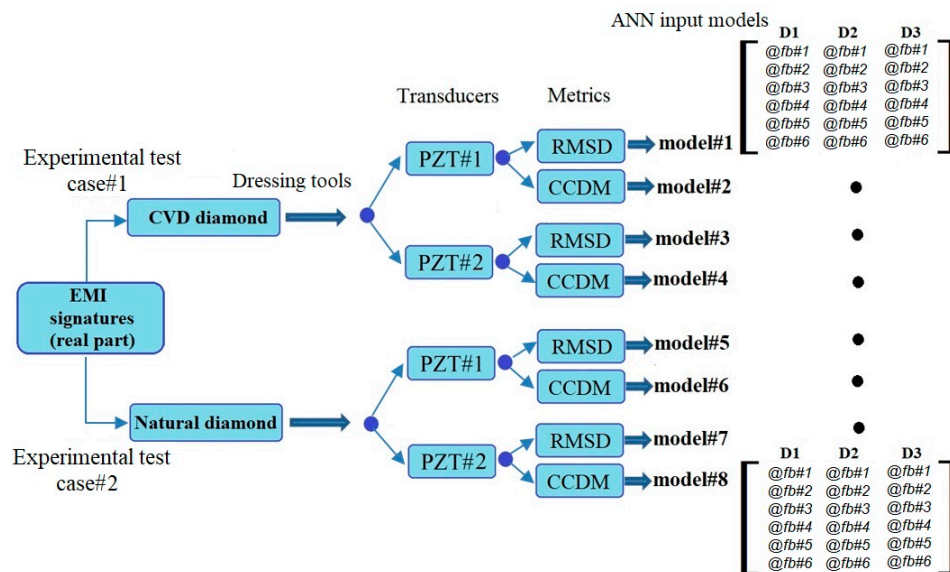 ANN input models
D1 D2 D3
@fb#1 @fb#1 @fb#1
@fb#2 @fb#2 @fb#2
@fb#3 @fb#3 @fb#3
@fb#4 @fb#4 @fb#4
@fb#5 @fb#5 @fb#5
@fb#6 @fb#6 @fb#6
Transducers
Metrics
Experimental test
case#1
Dressing tools
CVD diamond
PZT#1
RMSD
model#1
CCDM
model#2
PZT#2
RMSD
model#3
CCDM
model#4
EMI
signatures
(real part)
PZT#1
RMSD
model#5
CCDM
model#6
Natural diamond
Experimental test
case#2
PZT#2
RMSD
model#7
CCDM
model#8
D1 D2 D3
@fb#1 @fb#1 @fb#1
@fb#2 @fb#2 @fb#2
@fb#3 @fb#3 @fb#3
@fb#4 @fb#4 @fb#4
@fb#5 @fb#5 @fb#5
@fb#6 @fb#6 @fb#6